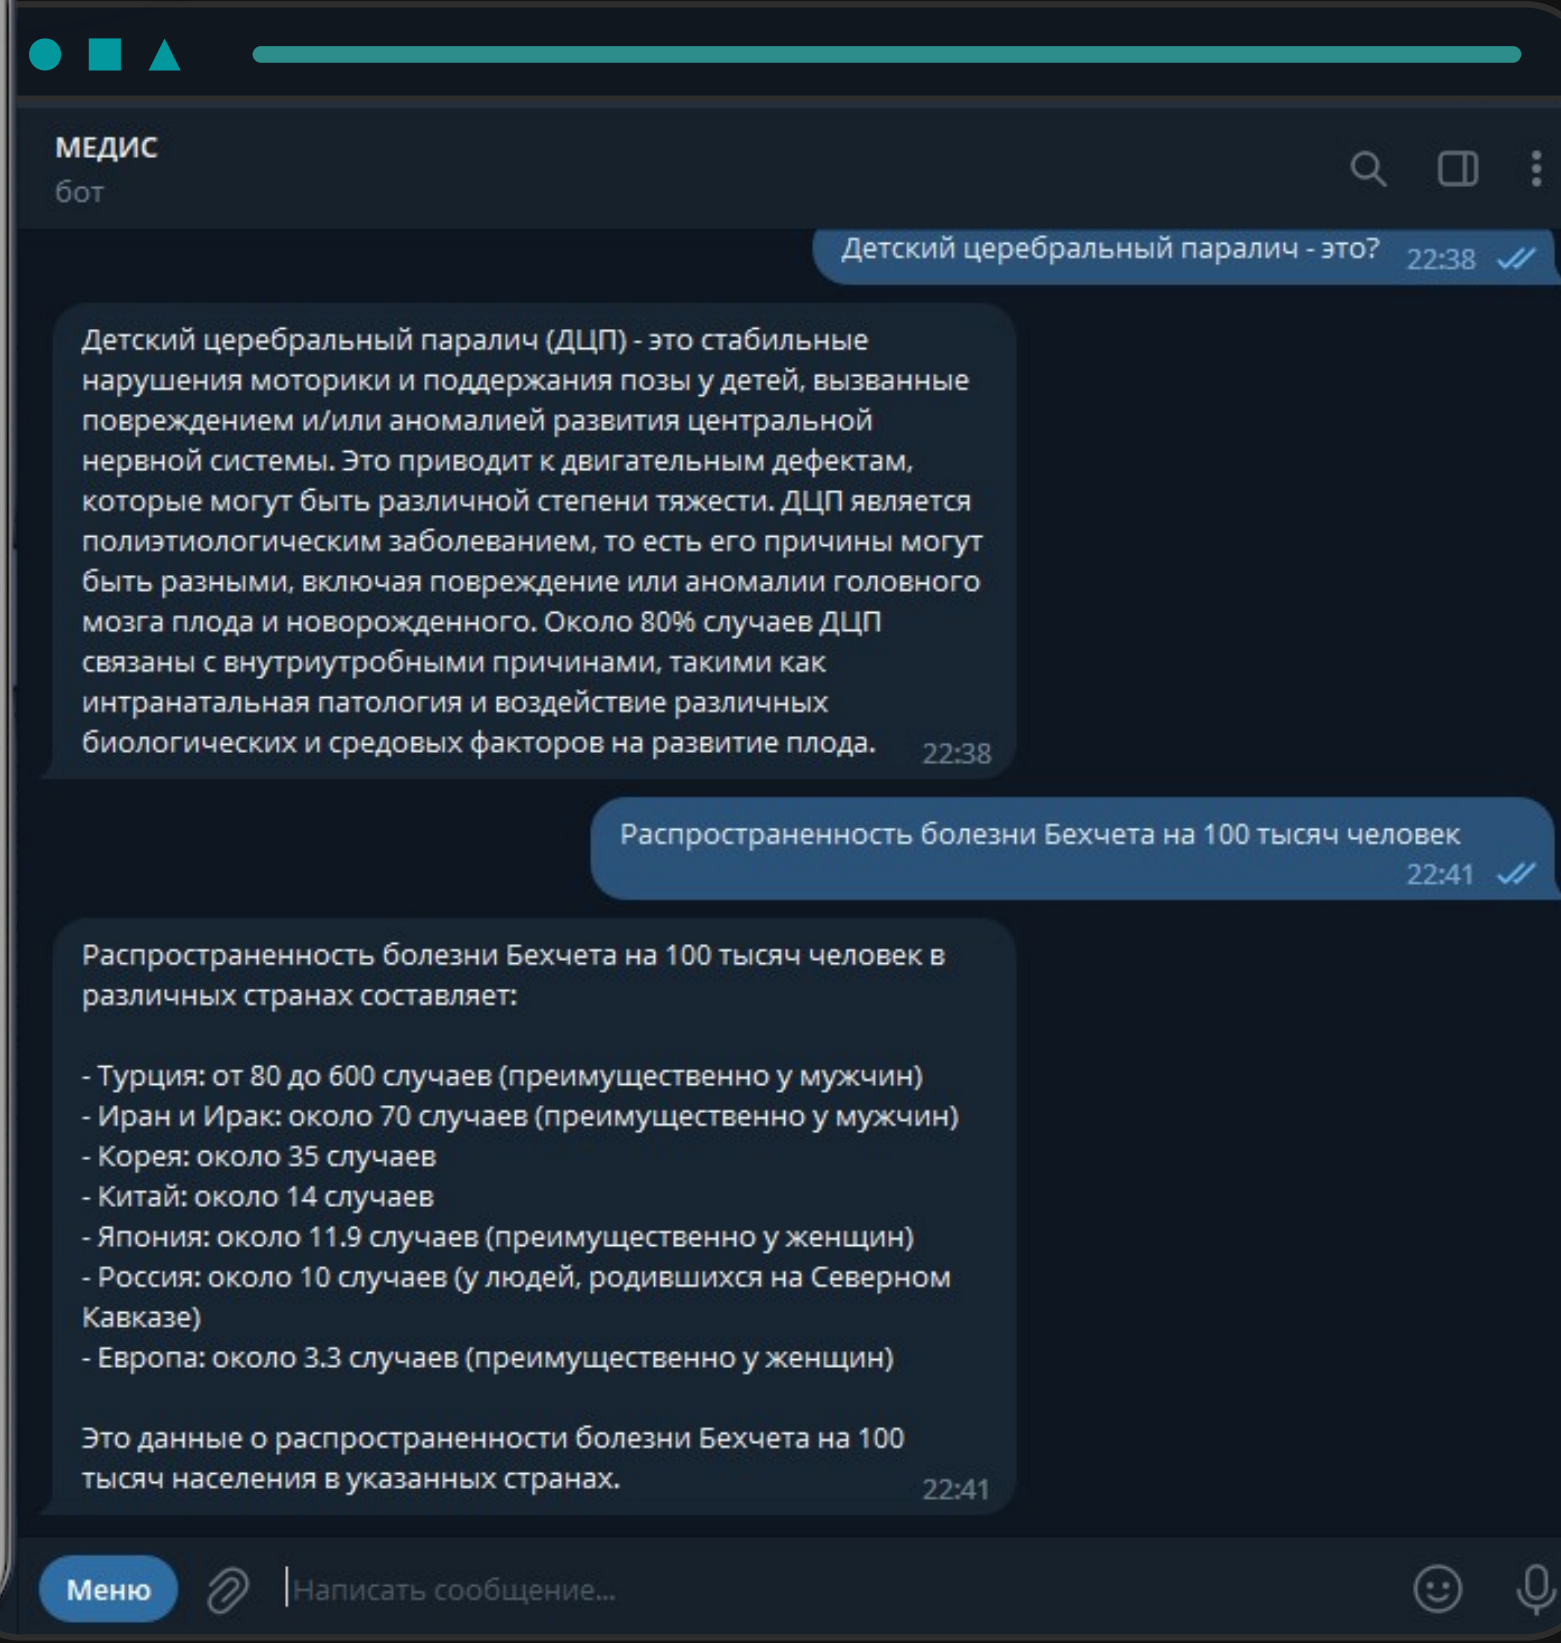 МЕДИС
бот
Детский церебральный паралич - это? 22:38
Детский церебральный паралич (ДЦП) - это стабильные
нарушения моторики и поддержания позы у детей, вызванные
повреждением и/или аномалией развития центральной
нервной системы. Это приводит к двигательным дефектам,
которые могут быть различной степени тяжести. ДЦП является
полиэтиологическим заболеванием, то есть его причины могут
быть разными, включая повреждение или аномалии головного
мозга плода и новорожденного. Около 80% случаев ДЦП
связаны с внутриутробными причинами, такими как
интранатальная патология и воздействие различных
биологических и средовых факторов на развитие плода. 22:38
Распространенность болезни Бехчета на 100 тысяч человек
22:41
Распространенность болезни Бехчета на 100 тысяч человек в
различных странах составляет:
- Турция: от 80 до 600 случаев (преимущественно у мужчин)
- Иран и Ирак: около 70 случаев (преимущественно у мужчин)
- Корея: около 35 случаев
- Китай: около 14 случаев
- Япония: около 11.9 случаев (преимущественно у женщин)
- Россия: около 10 случаев (у людей, родившихся на Северном
Кавказе)
- Европа: около 3.3 случаев (преимущественно у женщин)
Это данные о распространенности болезни Бехчета на 100
тысяч населения в указанных странах. 22:41
Меню Написать сообщение...